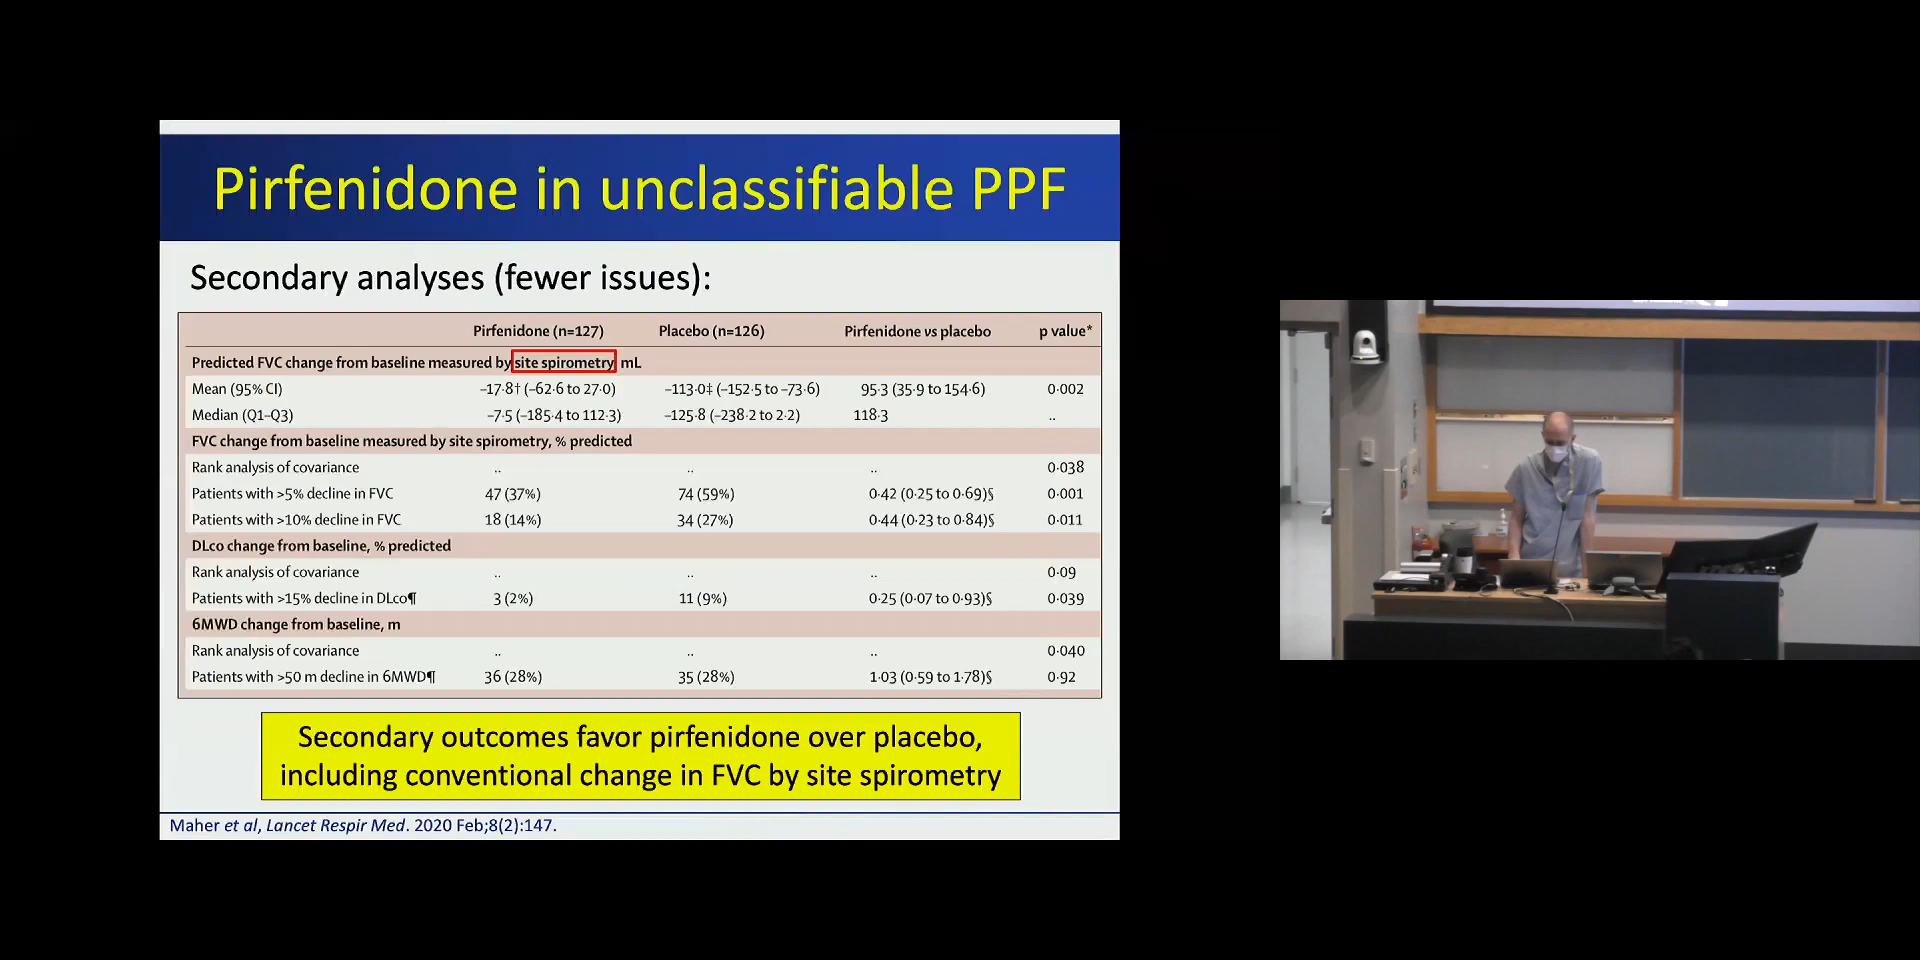 Pirfenidone in unclassifiable PPF
Secondary analyses (fewer issues):
Pirfenidone (n=127) Placebo (n=126) Pirfenidone vs placebo p value*
Predicted FVC change from baseline measured by site spirometry, mL
Mean (95% CI) –17·8† (–62·6 to 27·0) –113·0‡ (–152·5 to –73·6) 95·3 (35·9 to 154·6) 0·002
Median (Q1–Q3) –7·5 (–185·4 to 112·3) –125·8 (–238·2 to 2·2) 118·3 ..
FVC change from baseline measured by site spirometry, % predicted
Rank analysis of covariance .. .. .. 0·038
Patients with >5% decline in FVC 47 (37%) 74 (59%) 0·42 (0·25 to 0·69)§ 0·001
Patients with >10% decline in FVC 18 (14%) 34 (27%) 0·44 (0·23 to 0·84)§ 0·011
DLco change from baseline, % predicted
Rank analysis of covariance .. .. .. 0·09
Patients with >15% decline in DLco¶ 3 (2%) 11 (9%) 0·25 (0·07 to 0·93)§ 0·039
6MWD change from baseline, m
Rank analysis of covariance .. .. .. 0·040
Patients with >50 m decline in 6MWD¶ 36 (28%) 35 (28%) 1·03 (0·59 to 1·78)§ 0·92
Secondary outcomes favor pirfenidone over placebo,
including conventional change in FVC by site spirometry
Maher et al, Lancet Respir Med. 2020 Feb;8(2):147.